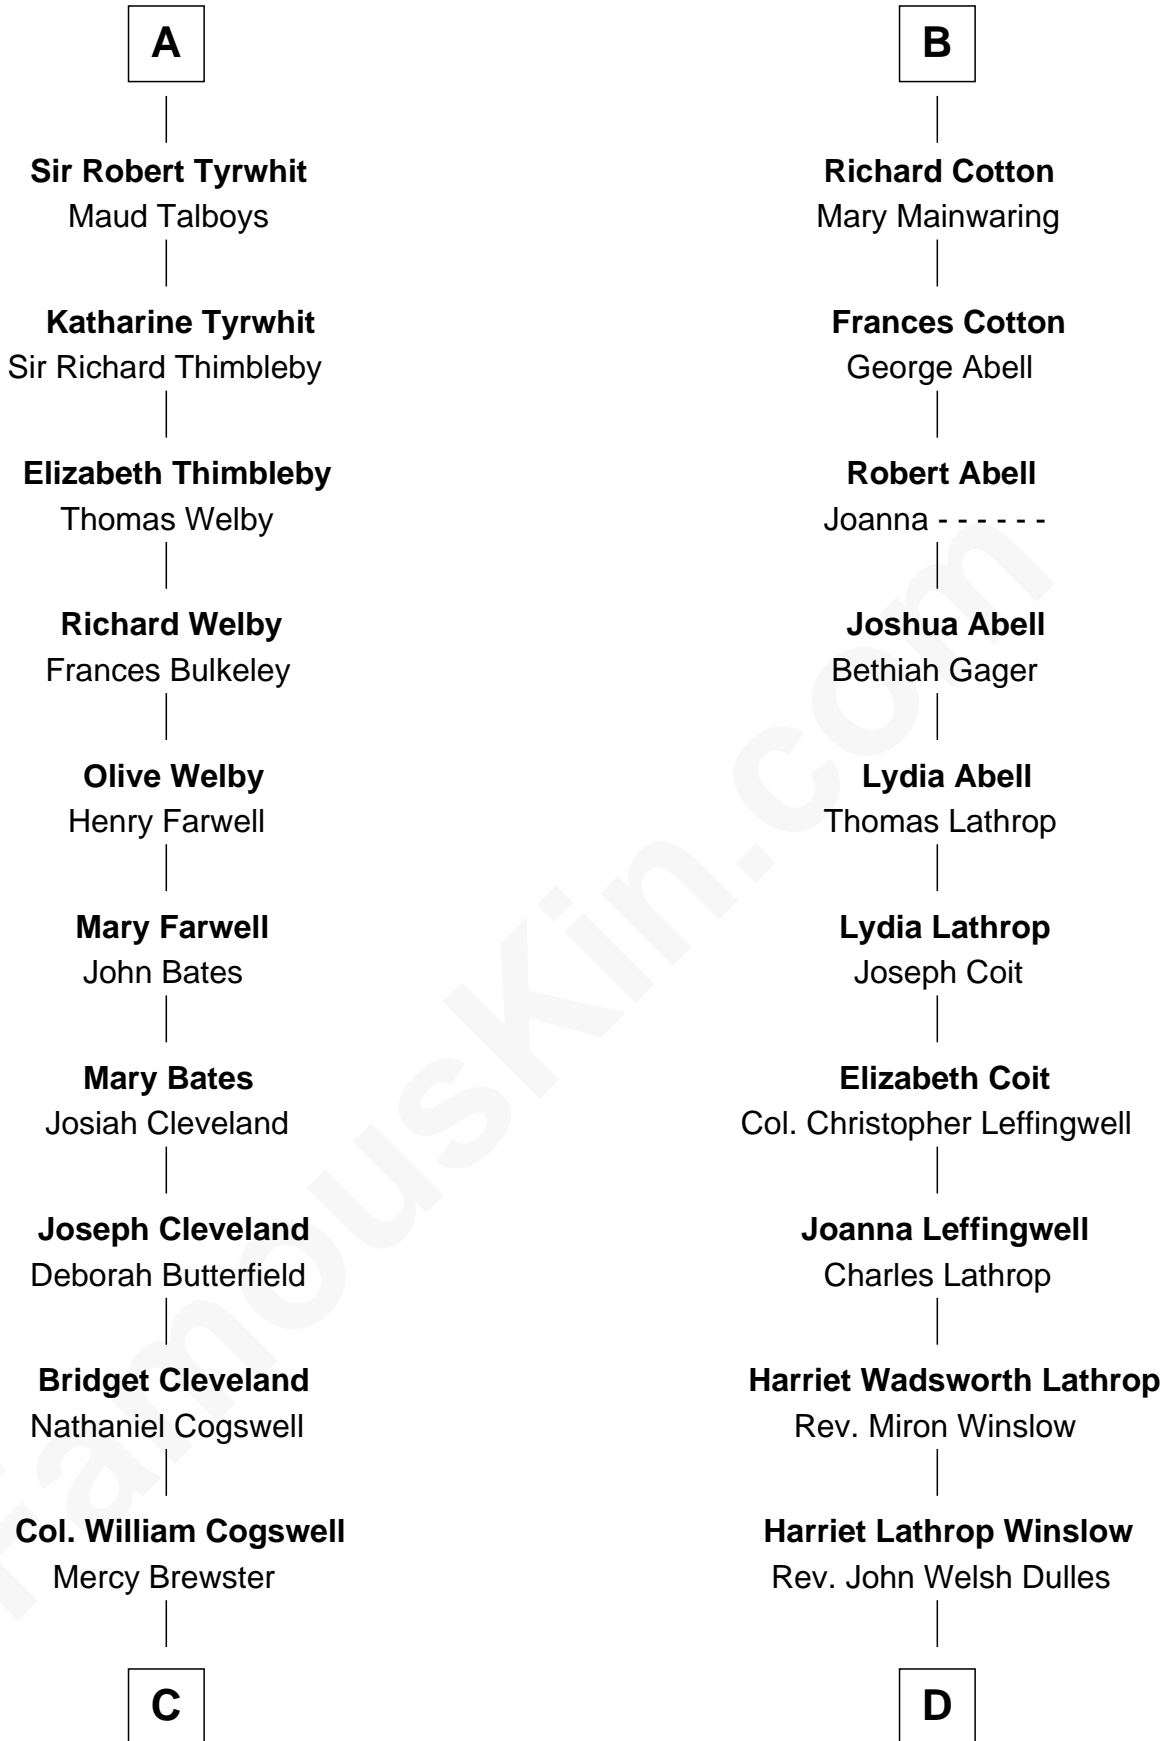 A
Sir Robert Tyrwhit
Maud Talboys
Katharine Tyrwhit
Sir Richard Thimbleby
Elizabeth Thimbleby
Thomas Welby
Richard Welby
Frances Bulkeley
Olive Welby
Henry Farwell
Mary Farwell
John Bates
Mary Bates
Josiah Cleveland
Joseph Cleveland
Deborah Butterfield
Bridget Cleveland
Nathaniel Cogswell
Col. William Cogswell
Mercy Brewster
C
B
Richard Cotton
Mary Mainwaring
Frances Cotton
George Abell
Robert Abell
Joanna - - - - - -
Joshua Abell
Bethiah Gager
Lydia Abell
Thomas Lathrop
Lydia Lathrop
Joseph Coit
Elizabeth Coit
Col. Christopher Leffingwell
Joanna Leffingwell
Charles Lathrop
Harriet Wadsworth Lathrop
Rev. Miron Winslow
Harriet Lathrop Winslow
Rev. John Welsh Dulles
D
FamousKin.com